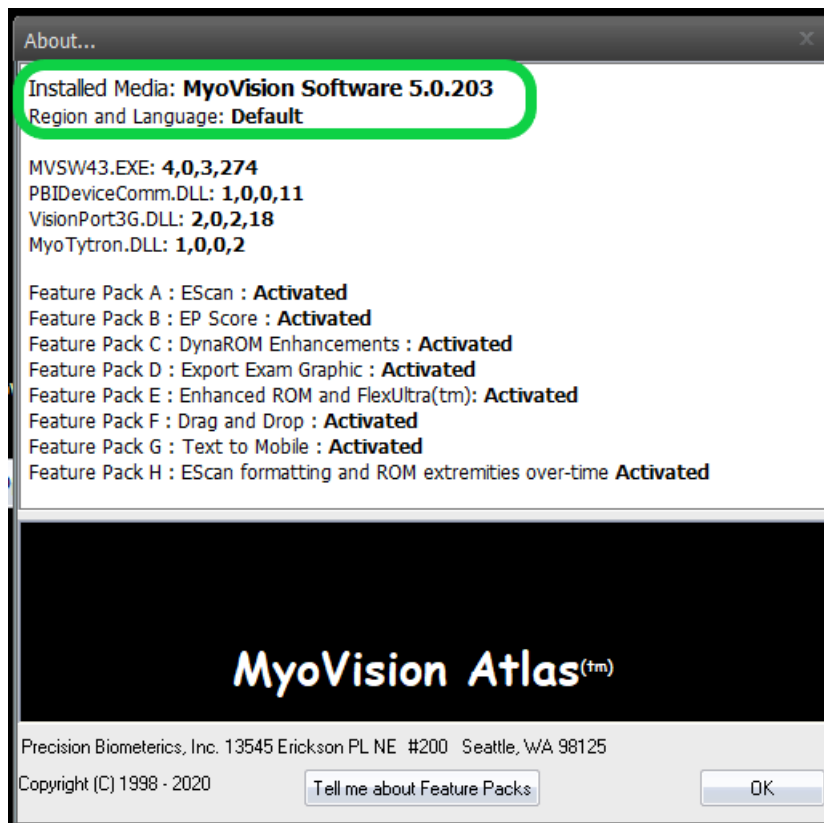 About...
Installed Media: MyoVision Software 5.0.203
Region and Language: Default
MVSW43.EXE: 4,0,3,274
PBIDeviceComm.DLL: 1,0,0,11
VisionPort3G.DLL: 2,0,2,18
MyoTytron.DLL: 1,0,0,2
Feature Pack A : EScan : Activated
Feature Pack B : EP Score : Activated
Feature Pack C : DynaROM Enhancements : Activated
Feature Pack D : Export Exam Graphic : Activated
Feature Pack E : Enhanced ROM and FlexUltra(tm): Activated
Feature Pack F : Drag and Drop : Activated
Feature Pack G : Text to Mobile : Activated
Feature Pack H : EScan formatting and ROM extremities over-time Activated
MyoVision Atlas(tm)
Precision Biometerics, Inc. 13545 Erickson PL NE #200 Seattle, WA 98125
Copyright (C) 1998 - 2020
Tell me about Feature Packs
OK